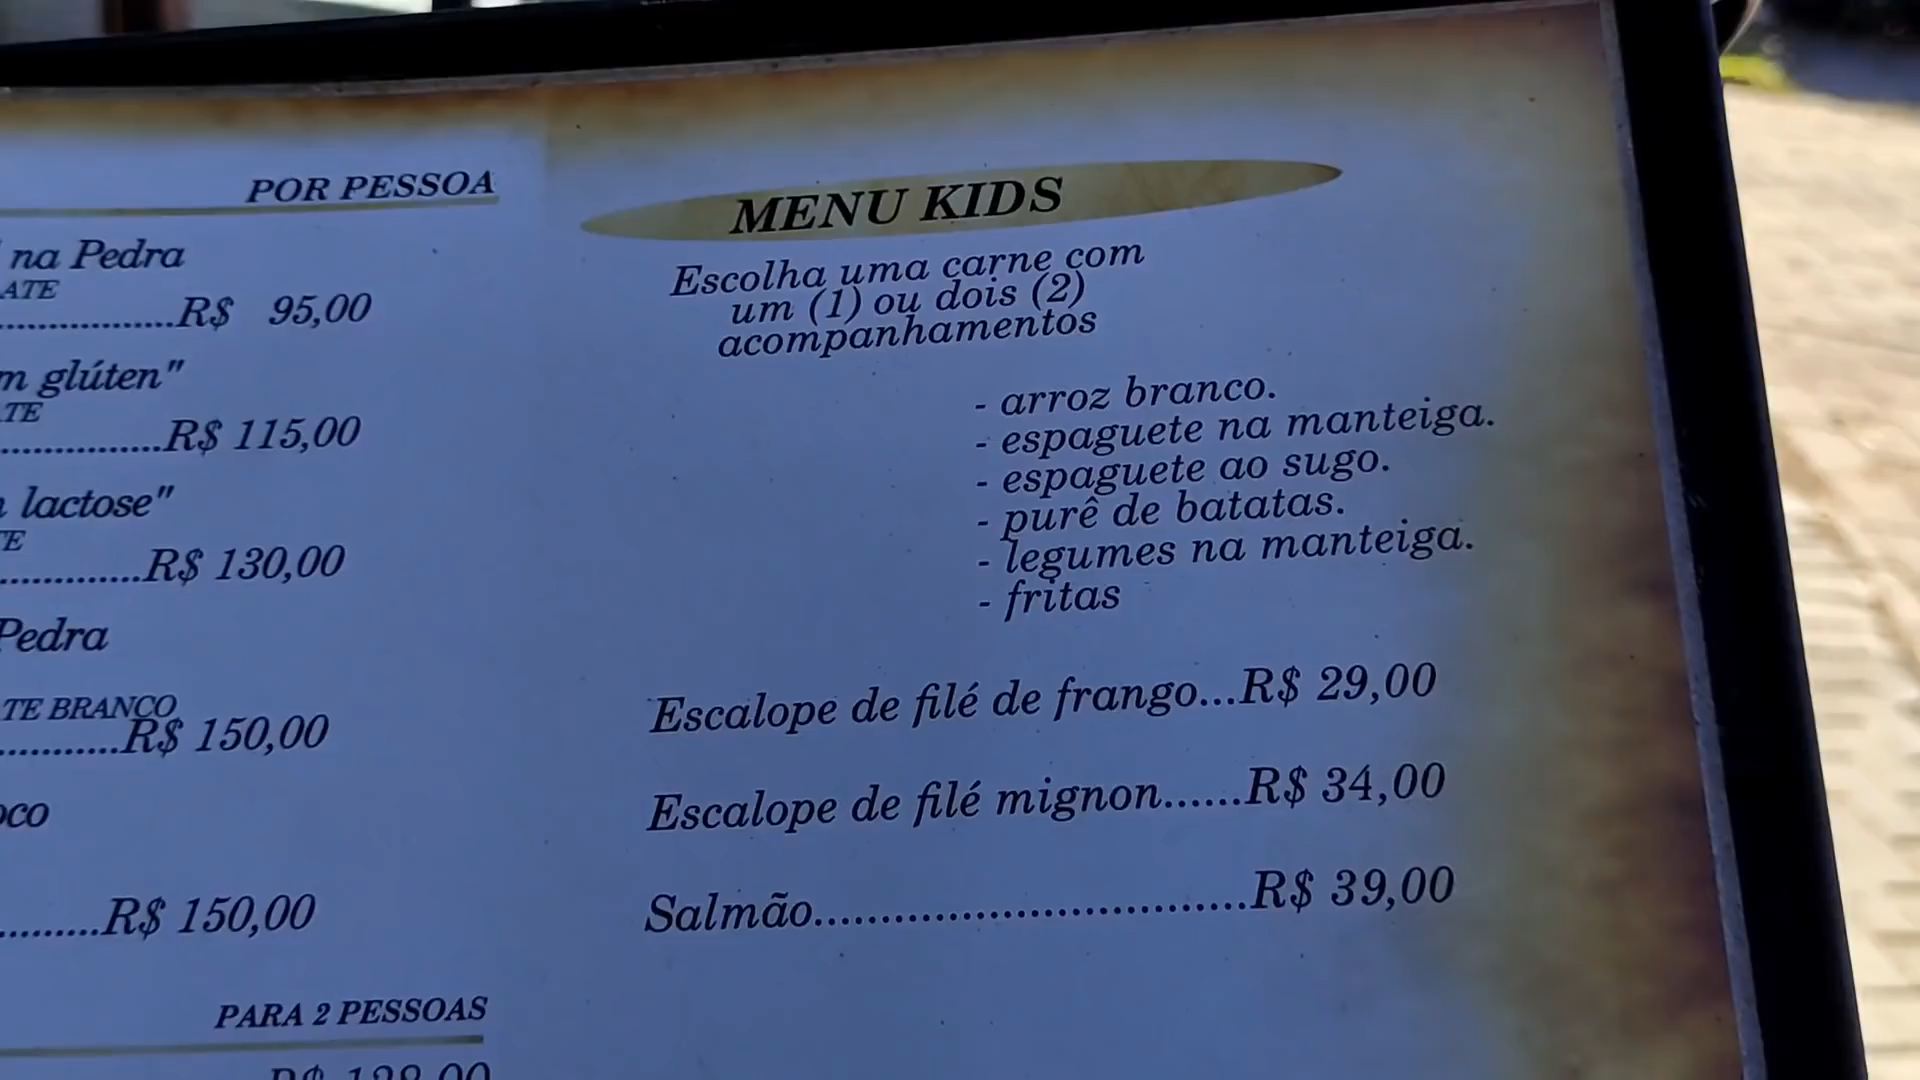 POR PESSOA
na Pedra
ATE
R$ 95,00
m glúten"
TE
R$ 115,00
lactose"
E
R$ 130,00
Pedra
TE BRANCO
R$ 150,00
oco
R$ 150,00
PARA 2 PESSOAS
MENU KIDS
Escolha uma carne com
um (1) ou dois (2)
acompanhamentos
- arroz branco.
- espaguete na manteiga.
- espaguete ao sugo.
- purê de batatas.
- legumes na manteiga.
- fritas
Escalope de filé de frango...R$ 29,00
Escalope de filé mignon......R$ 34,00
Salmão................................R$ 39,00